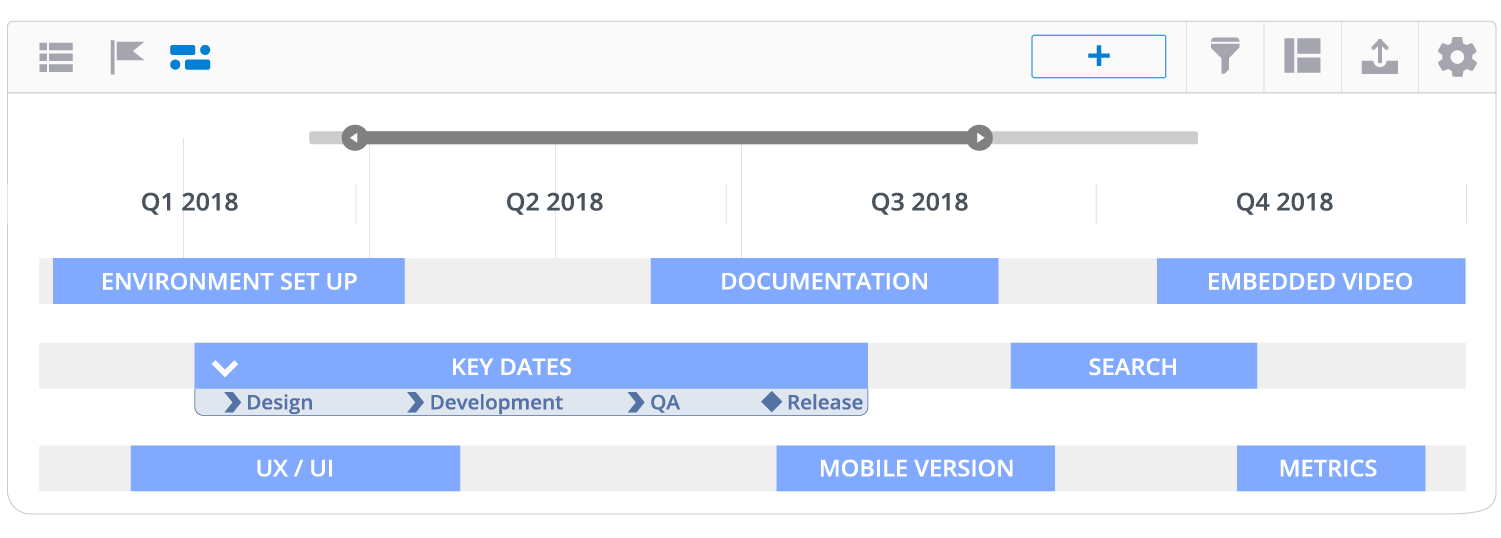 Q1 2018 Q2 2018 Q3 2018 Q4 2018
ENVIRONMENT SET UP DOCUMENTATION EMBEDDED VIDEO
KEY DATES SEARCH
Design Development QA Release
UX / UI MOBILE VERSION METRICS